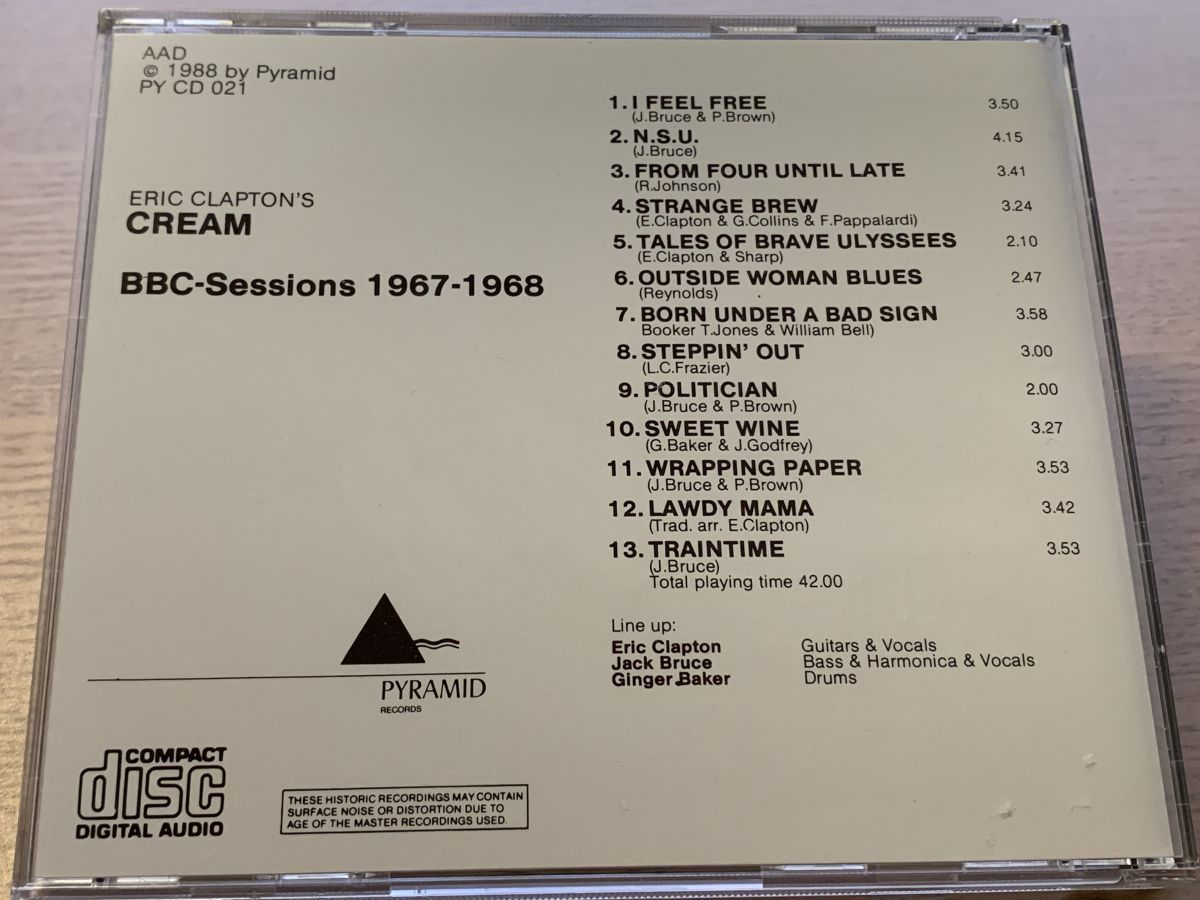 AAD
© 1988 by Pyramid
PY CD 021
ERIC CLAPTON'S
CREAM
BBC-Sessions 1967-1968
1. I FEEL FREE 3.50
(J.Bruce & P.Brown)
2. N.S.U. 4.15
(J.Bruce)
3. FROM FOUR UNTIL LATE 3.41
(R.Johnson)
4. STRANGE BREW 3.24
(E.Clapton & G.Collins & F.Pappalardi)
5. TALES OF BRAVE ULYSSEES 2.10
(E.Clapton & Sharp)
6. OUTSIDE WOMAN BLUES 2.47
(Reynolds)
7. BORN UNDER A BAD SIGN 3.58
Booker T.Jones & William Bell)
8. STEPPIN' OUT 3.00
(L.C.Frazier)
9. POLITICIAN 2.00
(J.Bruce & P.Brown)
10. SWEET WINE 3.27
(G.Baker & J.Godfrey)
11. WRAPPING PAPER 3.53
(J.Bruce & P.Brown)
12. LAWDY MAMA 3.42
(Trad. arr. E.Clapton)
13. TRAINTIME 3.53
(J.Bruce)
Total playing time 42.00
Line up:
Eric Clapton Guitars & Vocals
Jack Bruce Bass & Harmonica & Vocals
Ginger Baker Drums
PYRAMID
RECORDS
COMPACT
disc
DIGITAL AUDIO
THESE HISTORIC RECORDINGS MAY CONTAIN
SURFACE NOISE OR DISTORTION DUE TO
AGE OF THE MASTER RECORDINGS USED.